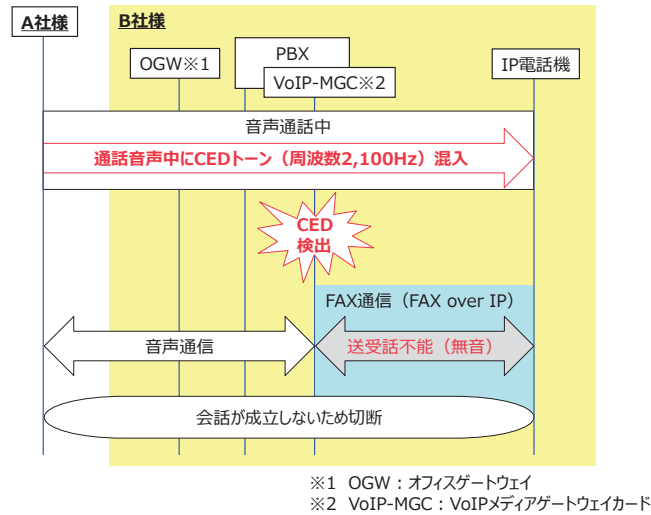 A社様
B社様
OGW※1
PBX
VoIP-MGC※2
IP電話機
音声通話中
通話音声中にCEDトーン（周波数2,100Hz）混入
CED
検出
FAX通信（FAX over IP）
音声通信
送受話不能（無音）
会話が成立しないため切断
※1 OGW：オフィスゲートウェイ
※2 VoIP-MGC：VoIPメディアゲートウェイカード